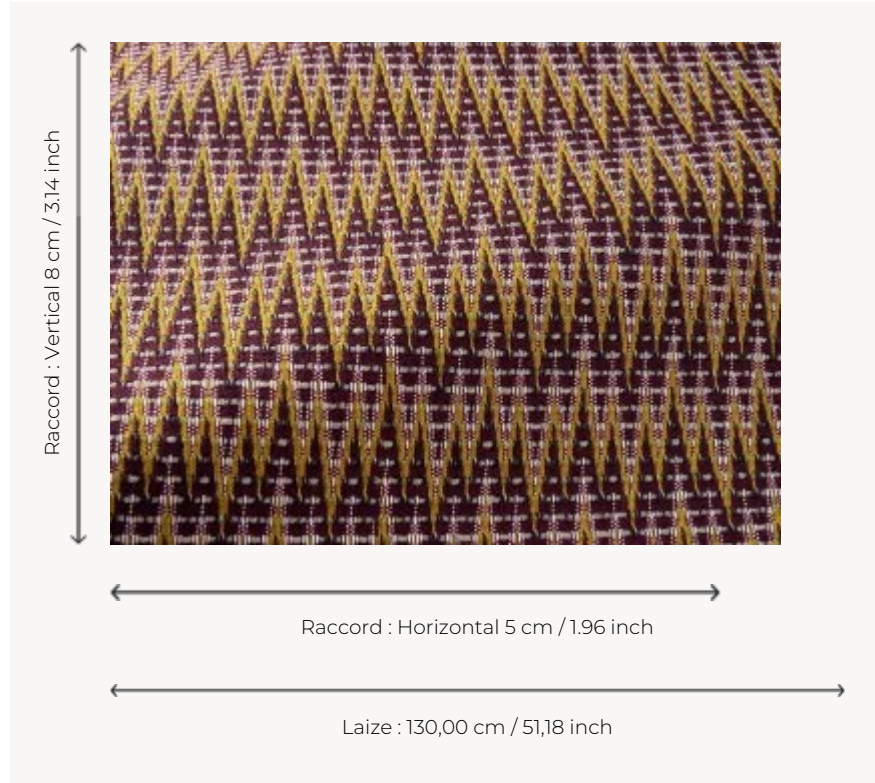 Raccord : Vertical 8 cm / 3.14 inch
Raccord : Horizontal 5 cm / 1.96 inch
Laize : 130,00 cm / 51,18 inch